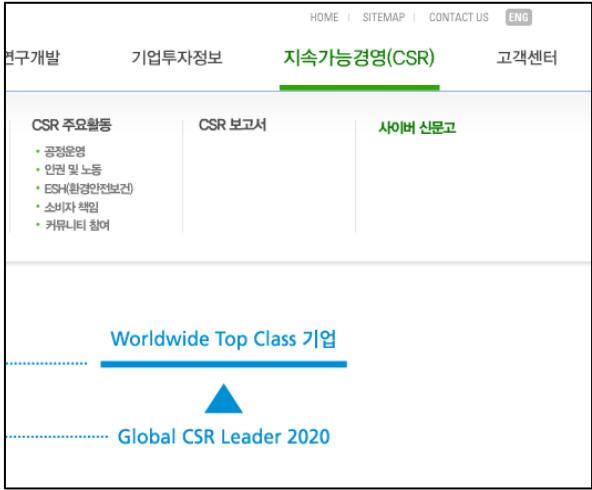 HOME | SITEMAP | CONTACT US ENG
연구개발 기업투자정보 지속가능경영(CSR) 고객센터
CSR 주요활동 CSR 보고서 사이버 신문고
• 공정운영
• 인권 및 노동
• ESH(환경안전보건)
• 소비자 책임
• 커뮤니티 참여
Worldwide Top Class 기업
Global CSR Leader 2020